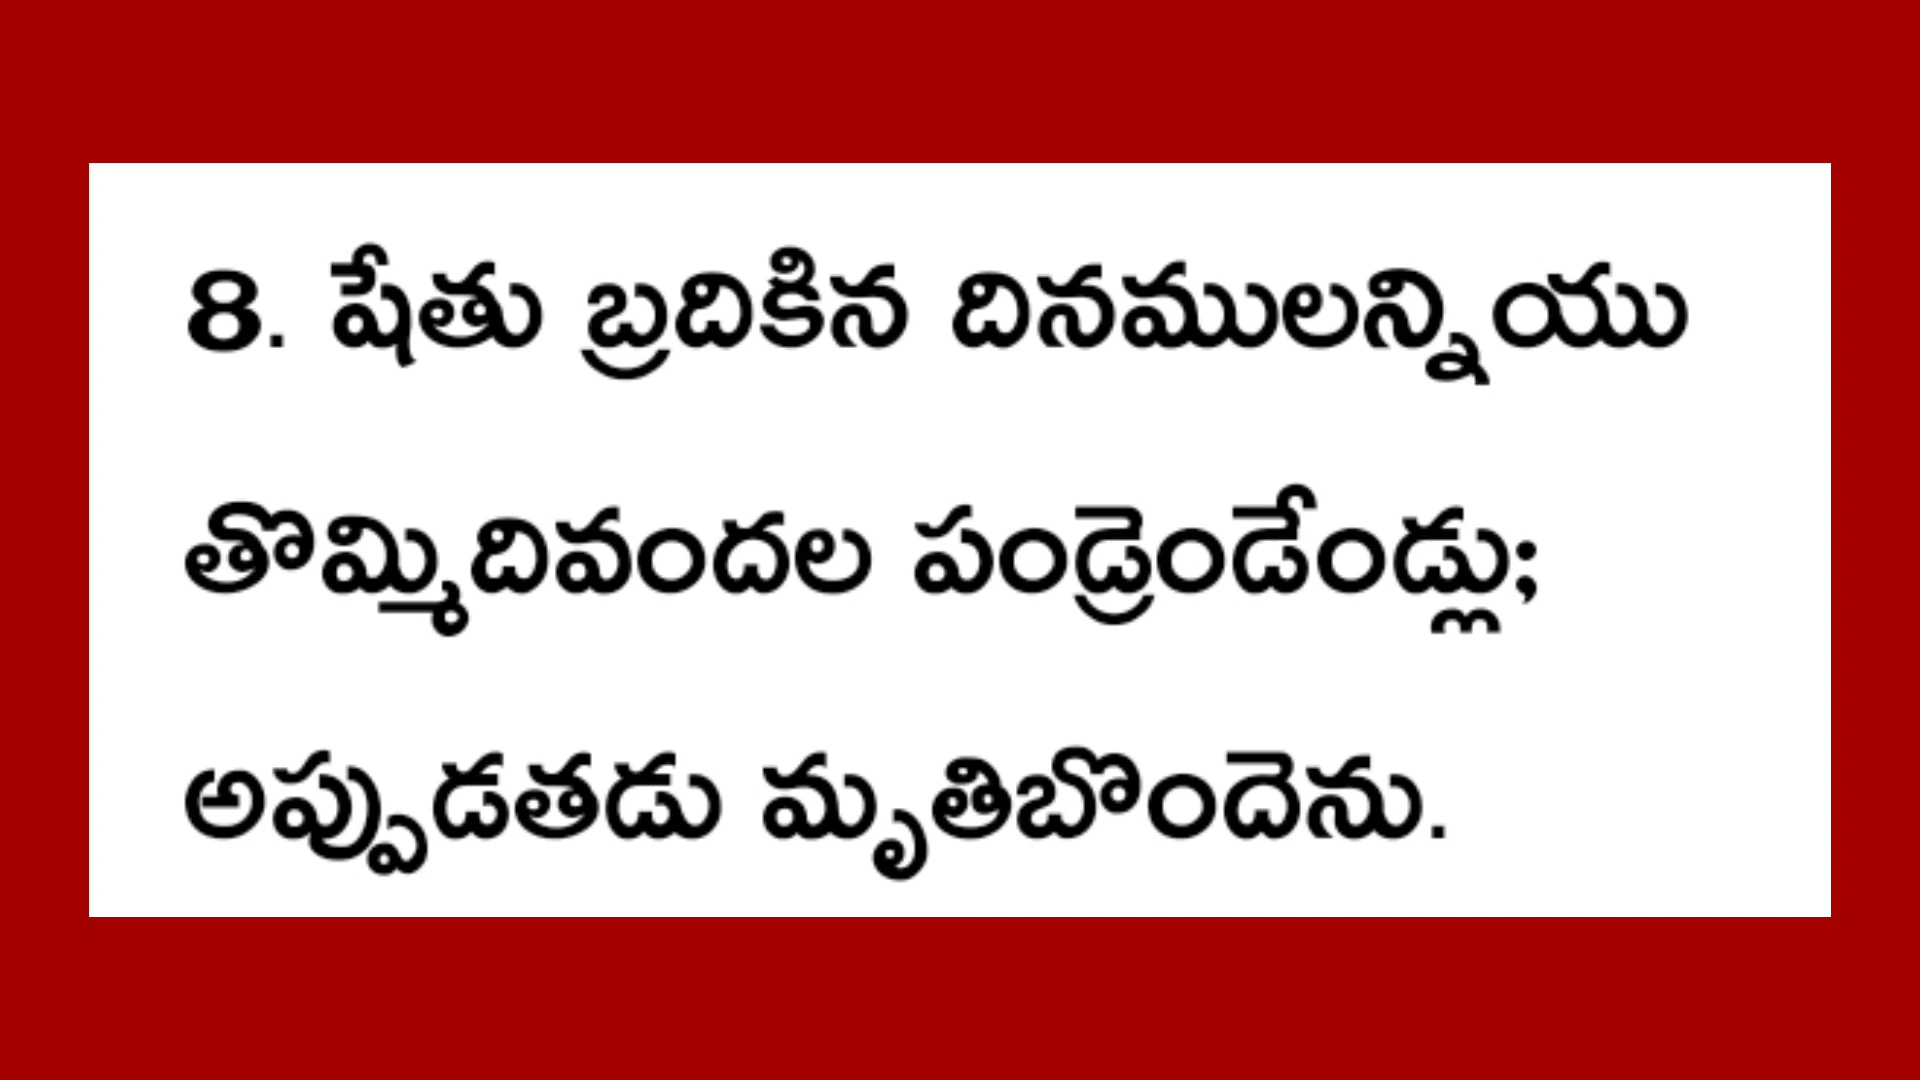 8. షేతు బ్రదికిన దినములన్నియు
తొమ్మిదివందల పండ్రెండేండ్లు;
అప్పుడతడు మృతిబొందెను.